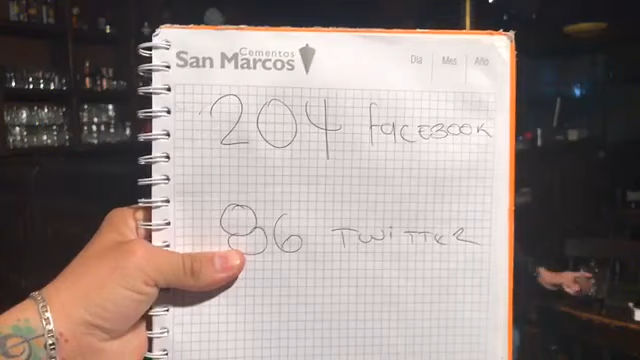 Cementos
San Marcos
Día Mes Año
204 FACEBOOK
86 TWITTER